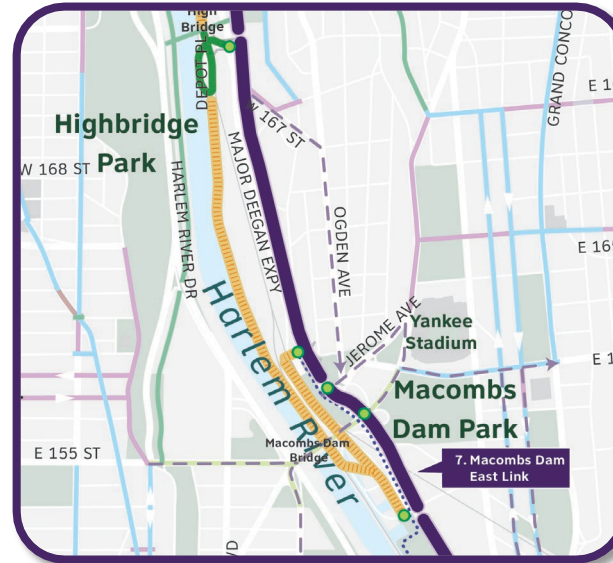 High
Bridge
DEPOT PL
GRAND CONCO
E 16
W 167 ST
Highbridge
Park
W 168 ST
HARLEM RIVER DR
MAJOR DEEGAN EXPY
OGDEN AVE
E 169
Harlem River
JEROME AVE
Yankee
Stadium
E 1
Macombs
Dam Park
Macombs Dam
Bridge
E 155 ST
7. Macombs Dam
East Link
VD